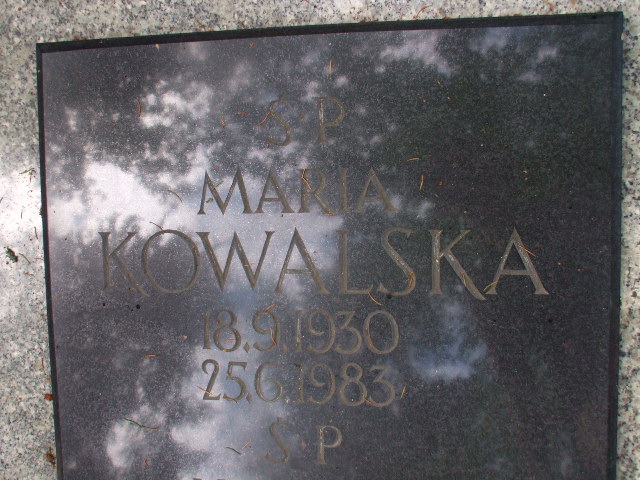 Ś.P.
MARIA
KOWALSKA
18.9.1930
25.6.1983
Ś.P.